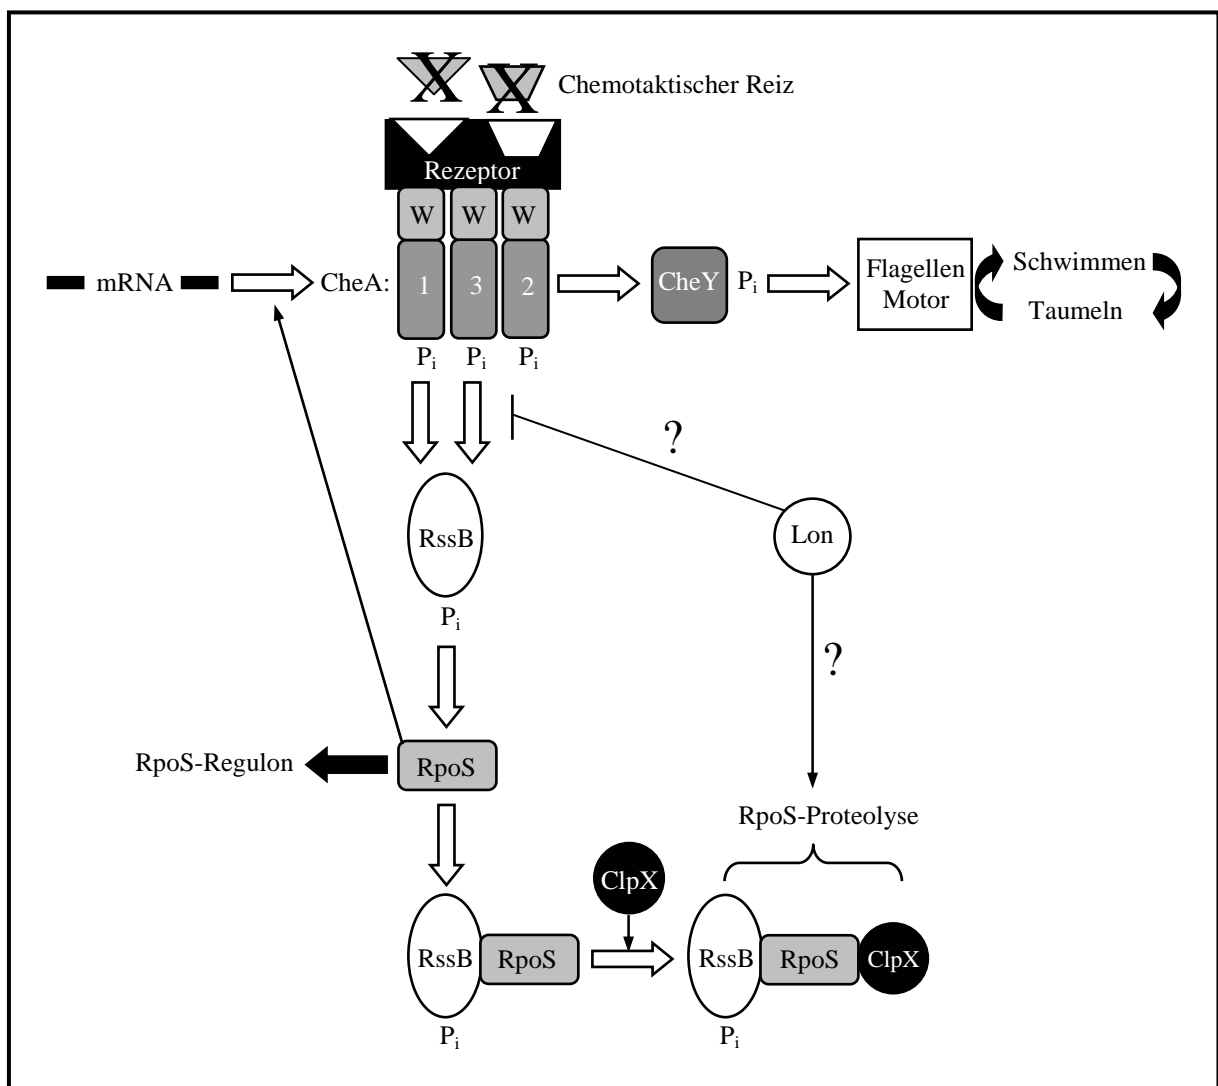 X X
Chemotaktischer Reiz
Rezeptor
W W W
mRNA CheA: 1 3 2 CheY Pi Flagellen Motor Schwimmen
Taumeln
Pi Pi Pi
?
RssB
Lon
Pi
?
RpoS-Regulon RpoS
RpoS-Proteolyse
ClpX
RssB RpoS RssB RpoS ClpX
Pi Pi